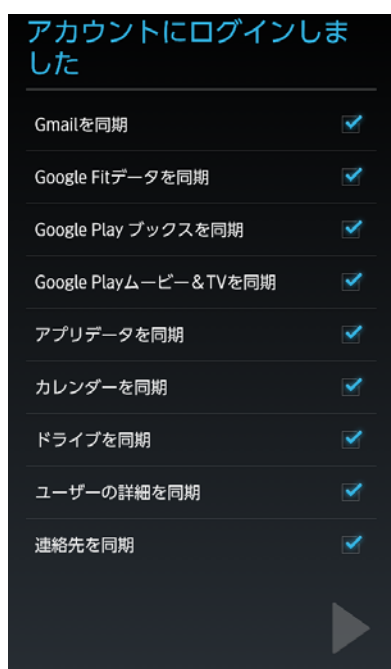 アカウントにログインしま
した
Gmailを同期
Google Fitデータを同期
Google Play ブックスを同期
Google Playムービー＆TVを同期
アプリデータを同期
カレンダーを同期
ドライブを同期
ユーザーの詳細を同期
連絡先を同期